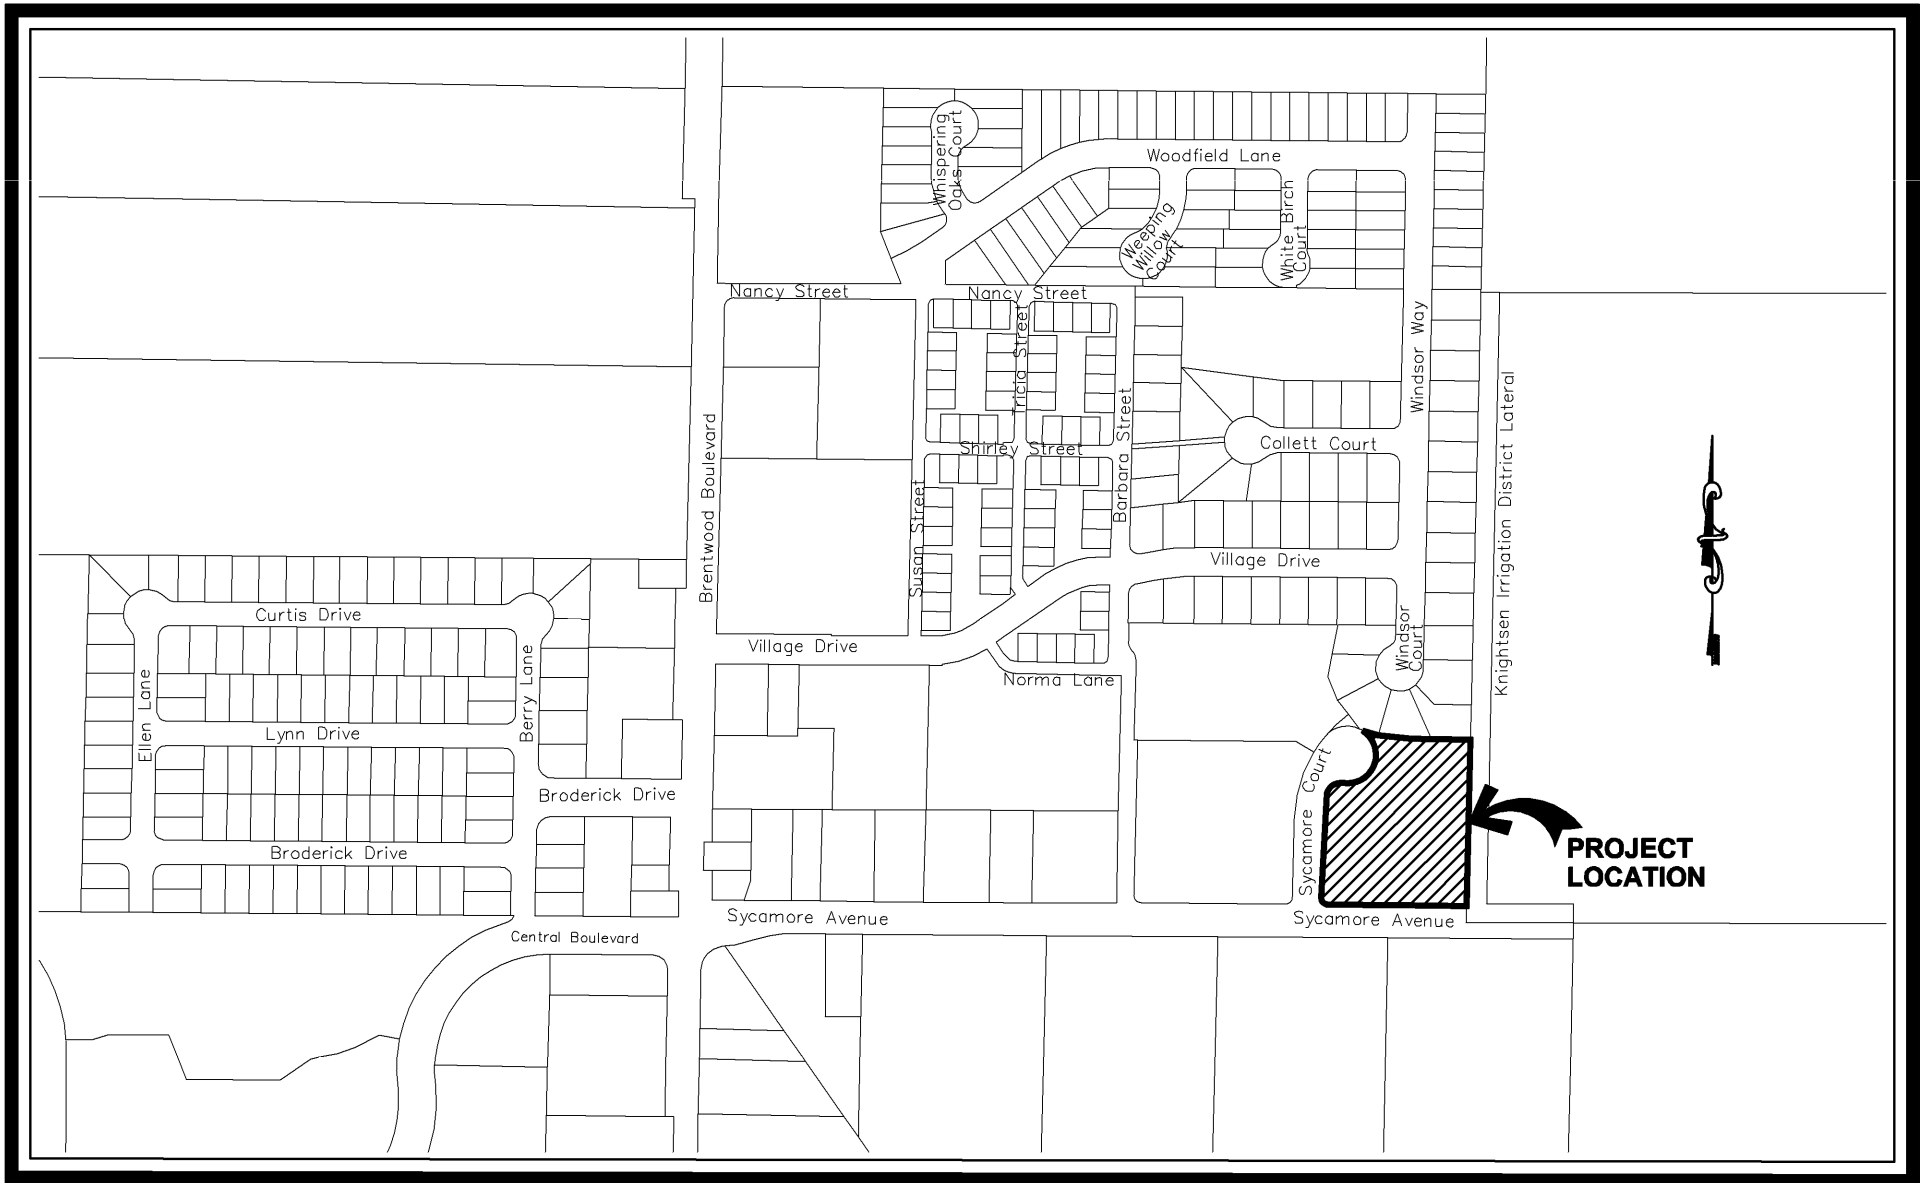 Whispering
Oaks Court
Woodfield Lane
Weeping
Willow
Court
White Birch
Court
Nancy Street
Nancy Street
Tricia Street
Windsor Way
Knightsen Irrigation District Lateral
Brentwood Boulevard
Barbara Street
Shirley Street
Collett Court
Susan Street
Village Drive
Curtis Drive
Village Drive
Windsor
Court
Norma Lane
Ellen Lane
Berry Lane
Lynn Drive
Sycamore Court
Broderick Drive
PROJECT
LOCATION
Broderick Drive
Sycamore Avenue
Sycamore Avenue
Central Boulevard